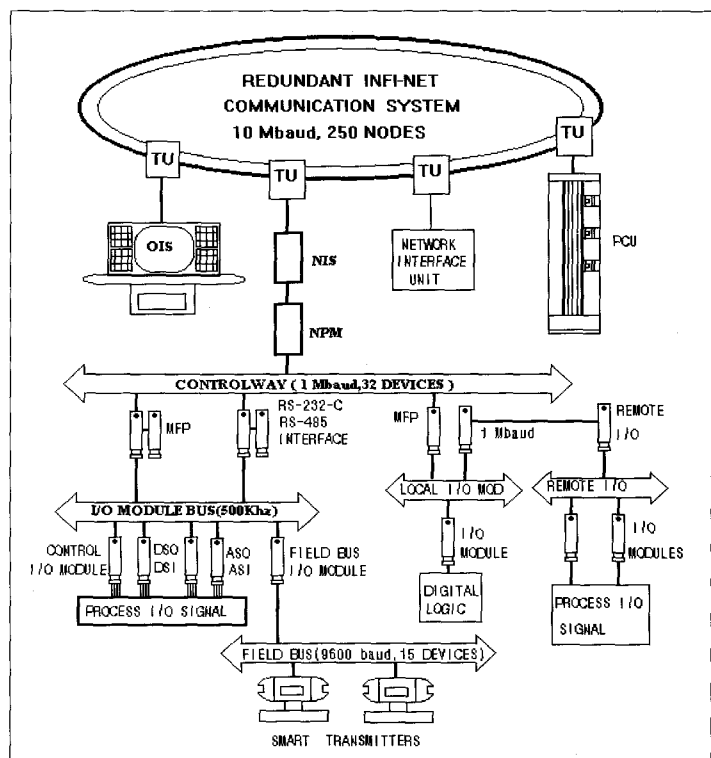 REDUNDANT INFI-NET
COMMUNICATION SYSTEM
10 Mbaud, 250 NODES
TU
TU
TU
TU
OIS
NIS
NETWORK
INTERFACE
UNIT
PCU
NPM
CONTROLWAY ( 1 Mbaud,32 DEVICES )
MFP
RS-232-C
RS-485
INTERFACE
MFP
1 Mbaud
REMOTE
I/O
I/O MODULE BUS(500Khz)
LOCAL I/O MOD
REMOTE I/O
CONTROL
I/O MODULE
DSO
DSI
ASO
ASI
FIELD BUS
I/O MODULE
I/O
MODULE
I/O
MODULES
PROCESS I/O SIGNAL
DIGITAL
LOGIC
PROCESS I/O
SIGNAL
FIELD BUS(9600 baud,15 DEVICES)
SMART TRANSMITTERS